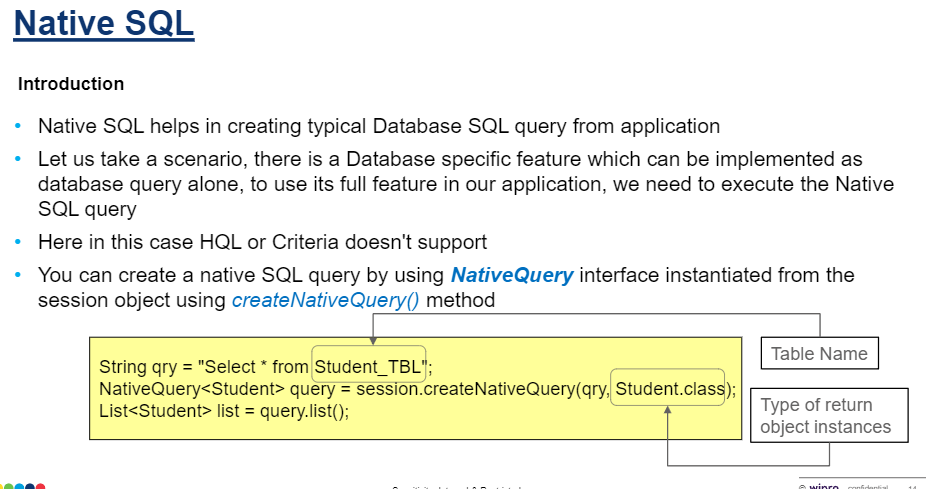 Native SQL
Introduction
• Native SQL helps in creating typical Database SQL query from application
• Let us take a scenario, there is a Database specific feature which can be implemented as
database query alone, to use its full feature in our application, we need to execute the Native
SQL query
• Here in this case HQL or Criteria doesn't support
• You can create a native SQL query by using NativeQuery interface instantiated from the
session object using createNativeQuery() method
Table Name
String qry = "Select * from Student_TBL";
NativeQuery<Student> query = session.createNativeQuery(qry, Student.class);
List<Student> list = query.list();
Type of return
object instances
© wipro confidential 14